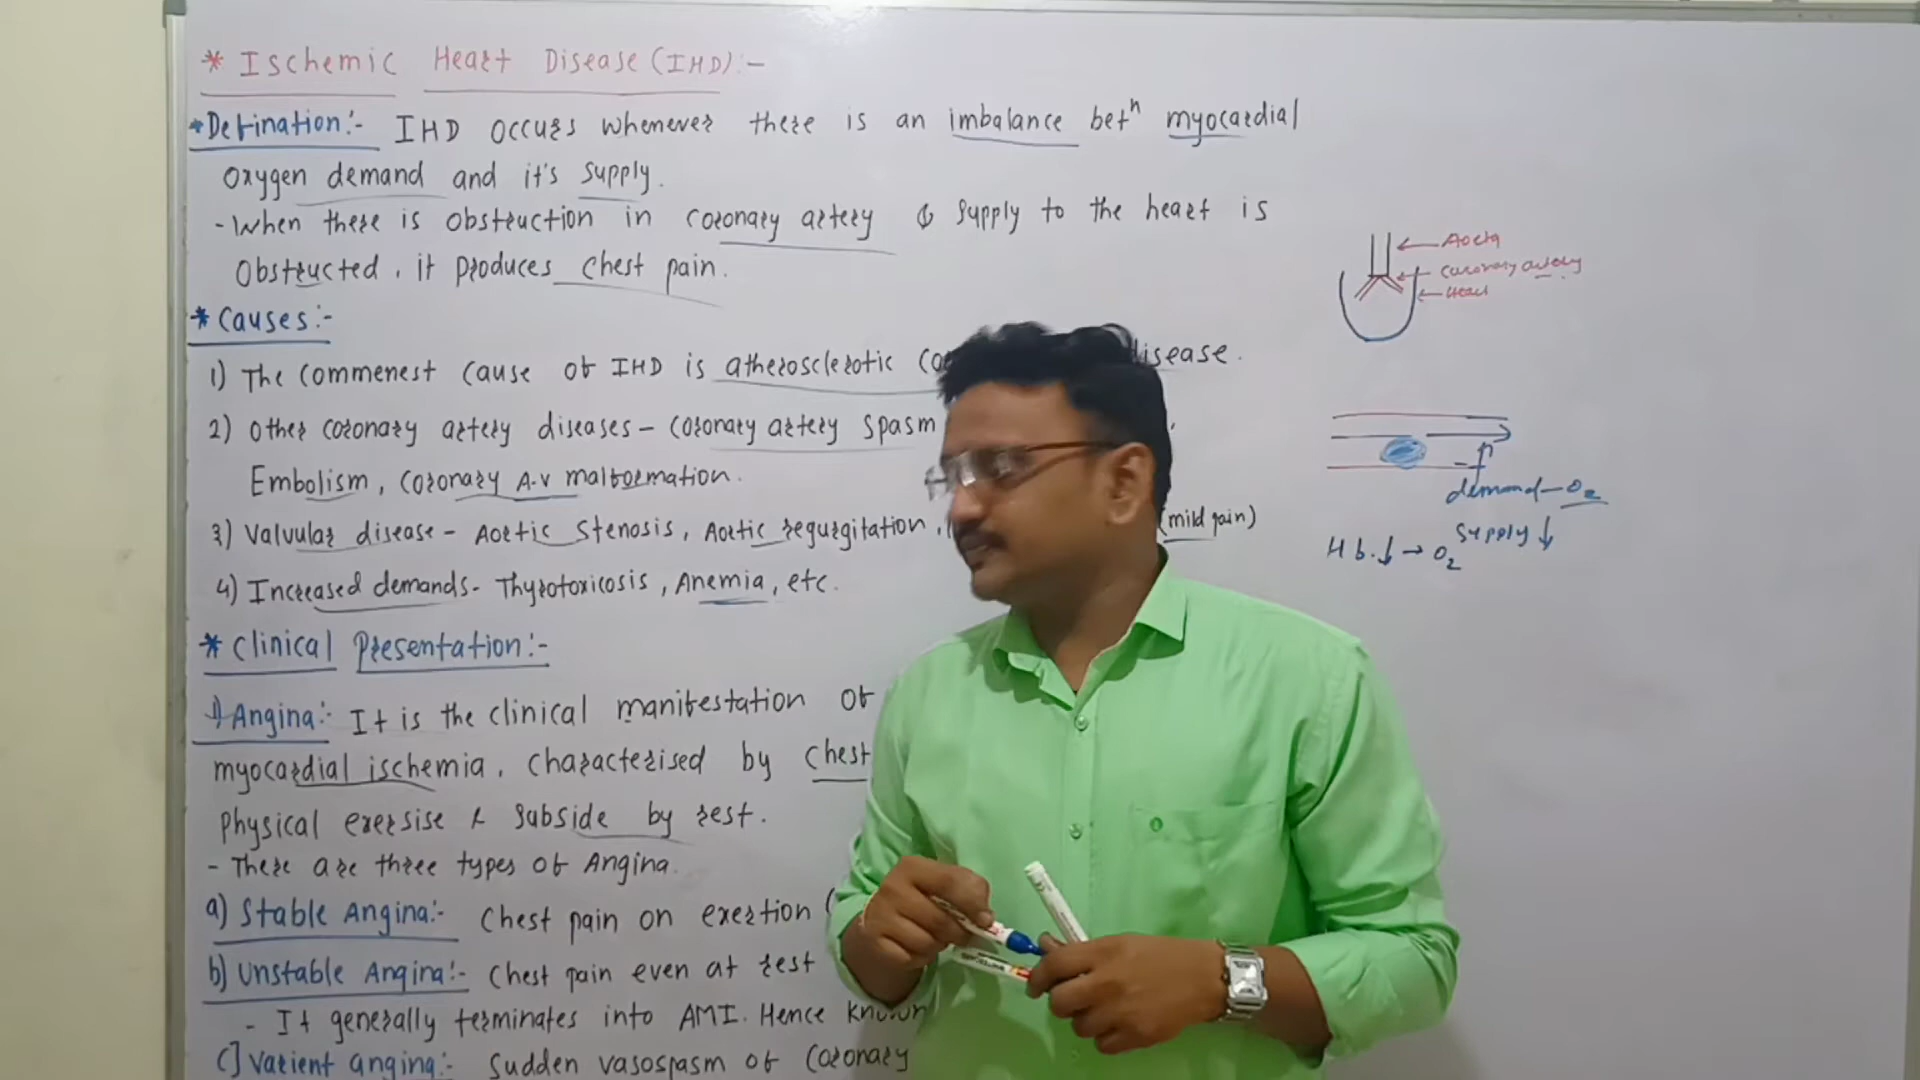 * Ischemic Heart Disease (IHD):-
* Defination:- IHD occurs whenever there is an imbalance betn myocardial
oxygen demand and it's supply.
- When there is obstruction in coronary artery & supply to the heart is
obstructed, it produces chest pain.
* Causes:-
1) The commenest cause of IHD is atherosclerotic disease.
2) Other coronary artery diseases - coronary artery spasm
Embolism, coronary A-V malformation.
3) Valvular disease - Aortic stenosis, Aortic regurgitation, (mild pain)
4) Increased demands - Thyrotoxicosis, Anemia, etc.
* Clinical Presentation:-
1) Angina:- It is the clinical manifestation of
myocardial ischemia, characterised by chest
physical exersise & subside by rest.
- There are three types of Angina.
a) Stable Angina:- Chest pain on exertion (
b) Unstable Angina:- Chest pain even at rest
- It generally terminates into AMI. Hence known
C] Varient anging:- Sudden vasospasm of coronary
Aorta
coronary artery
Heart
demand-O2
supply ↓
Hb.↓ → O2